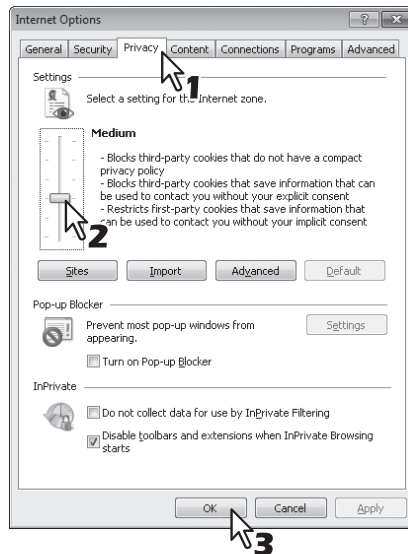 Internet Options
General Security Privacy Content Connections Programs Advanced
1
Settings
Select a setting for the Internet zone.
Medium
- Blocks third-party cookies that do not have a compact
privacy policy
- Blocks third-party cookies that save information that can
be used to contact you without your explicit consent
- Restricts first-party cookies that save information that
can be used to contact you without your implicit consent
2
Sites Import Advanced Default
Pop-up Blocker
Prevent most pop-up windows from
appearing.
Settings
Turn on Pop-up Blocker
InPrivate
Do not collect data for use by InPrivate Filtering
Disable toolbars and extensions when InPrivate Browsing
starts
OK Cancel Apply
3